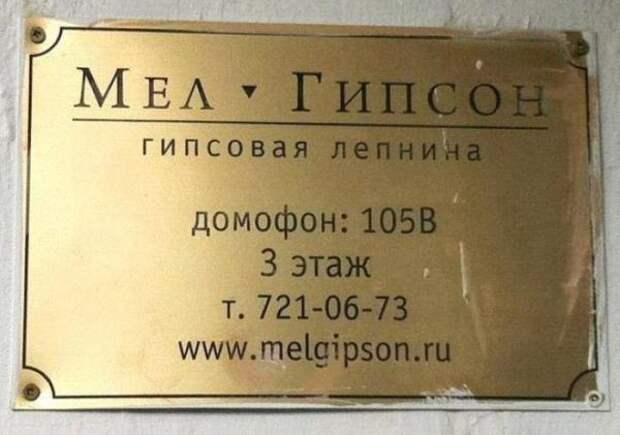 Мел ▾ Гипсон
гипсовая лепнина
домофон: 105В
3 этаж
т. 721-06-73
www.melgipson.ru